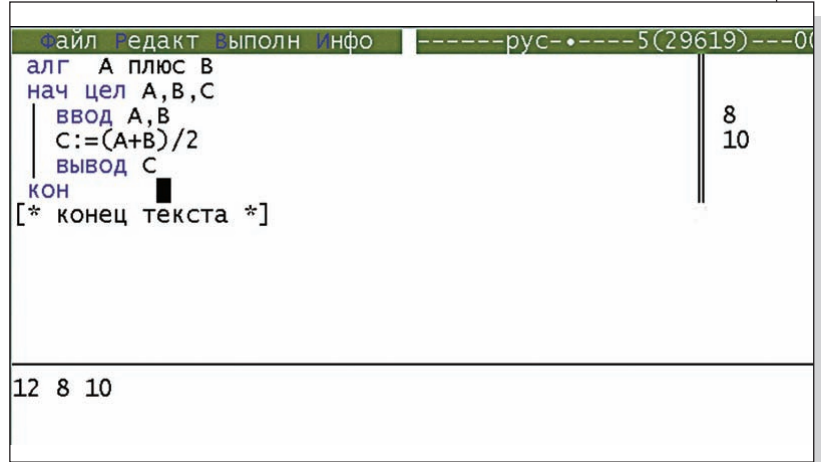 Файл Редакт Выполн Инфо ------рус-•----5(29619)---00
алг А плюс В
нач цел А,В,С
ввод А,В 8
С:=(А+В)/2 10
вывод С
кон
[* конец текста *]
12 8 10